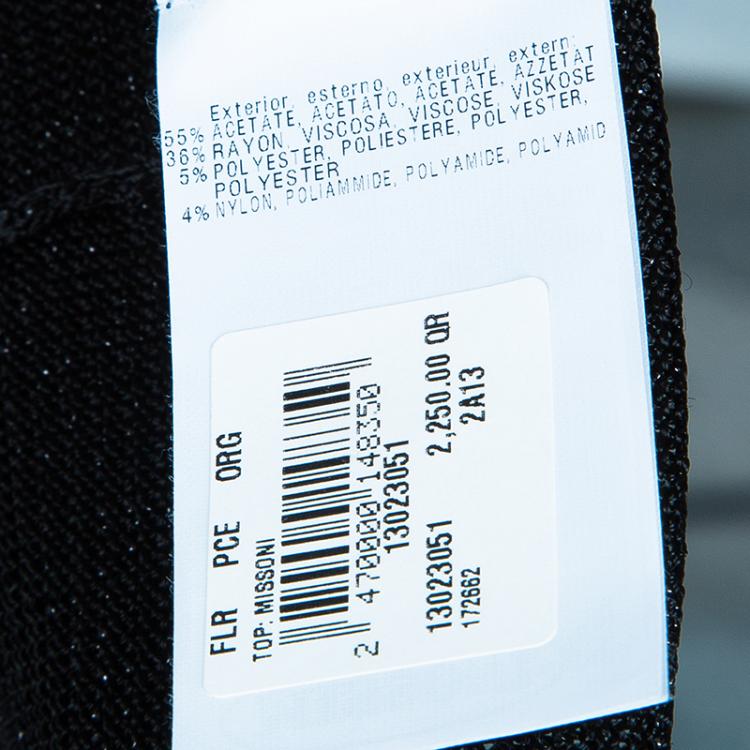 Exterior, esterno, exterieur, extern:
55% ACETATE, ACETATO, ACETATE, AZZETAT
36% RAYON, VISCOSA, VISCOSE, VISKOSE
5% POLYESTER, POLIESTERE, POLYESTER,
POLYESTER
4% NYLON, POLIAMMIDE, POLYAMIDE, POLYAMID
FLR PCE ORG
TOP: MISSONI
2 470000 148350
13023051
13023051 2,250.00 QR
172662 2A13